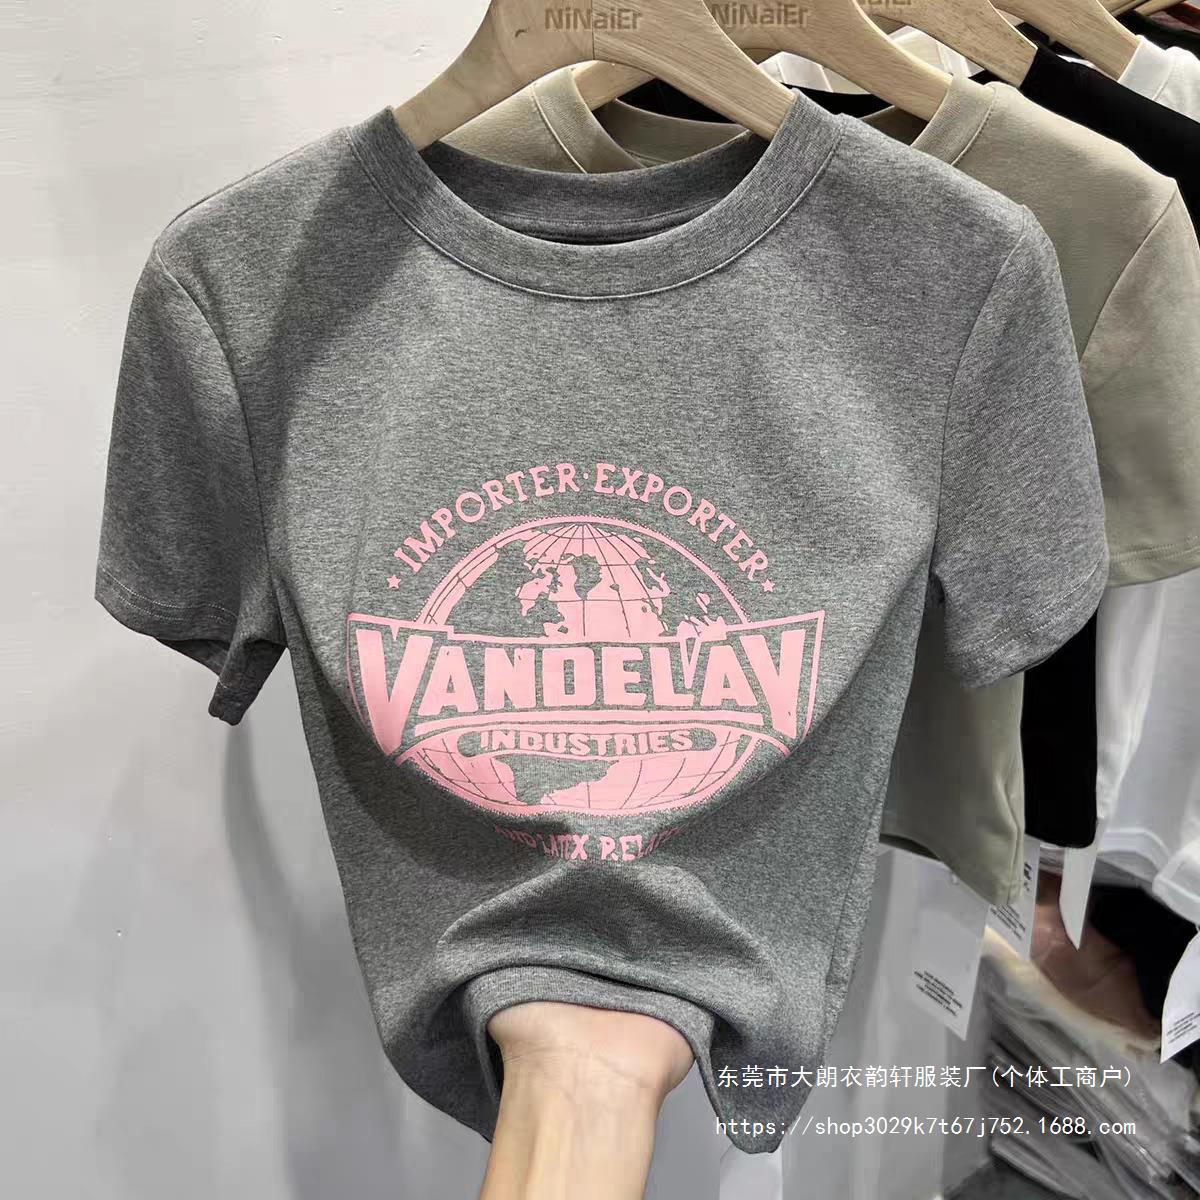 NiNaiEr
NiNaiEr
IMPORTER·EXPORTER
VANDELAY
INDUSTRIES
东莞市大朗衣韵轩服装厂(个体工商户)
https://shop3029k7t67j752.1688.com